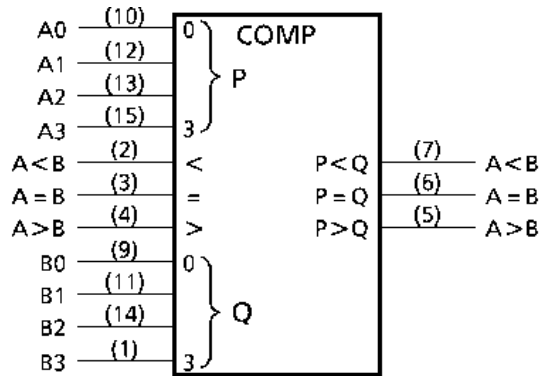 A0 (10) 0 COMP
A1 (12)
A2 (13) P
A3 (15) 3
A<B (2) < P<Q (7) A<B
A=B (3) = P=Q (6) A=B
A>B (4) > P>Q (5) A>B
B0 (9) 0
B1 (11)
B2 (14) Q
B3 (1) 3